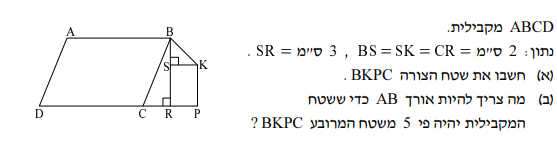 ABCD מקבילית.
נתון: 2 ס״מ = BS = SK = CR , 3 ס״מ = SR .
(א) חשבו את שטח הצורה BKPC.
(ב) מה צריך להיות אורך AB כדי ששטח
המקבילית יהיה פי 5 משטח המרובע BKPC?
A
B
S
K
D
C
R
P